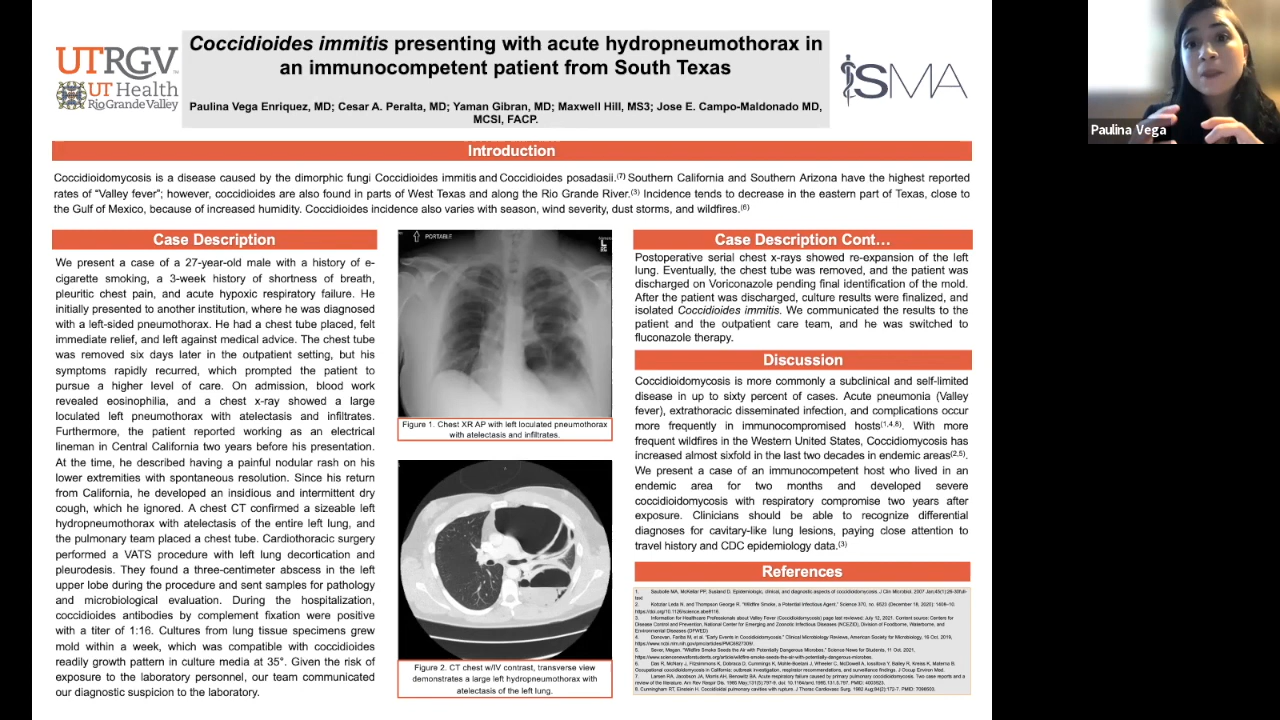 UTRGV
UT Health
Rio Grande Valley
Coccidioides immitis presenting with acute hydropneumothorax in
an immunocompetent patient from South Texas
Paulina Vega Enriquez, MD; Cesar A. Peralta, MD; Yaman Gibran, MD; Maxwell Hill, MS3; Jose E. Campo-Maldonado MD,
MCSI, FACP.
iSMA
Paulina Vega
Introduction
Coccidioidomycosis is a disease caused by the dimorphic fungi Coccidioides immitis and Coccidioides posadasii.(7) Southern California and Southern Arizona have the highest reported
rates of “Valley fever”; however, coccidioides are also found in parts of West Texas and along the Rio Grande River.(3) Incidence tends to decrease in the eastern part of Texas, close to
the Gulf of Mexico, because of increased humidity. Coccidioides incidence also varies with season, wind severity, dust storms, and wildfires.(6)
Case Description
We present a case of a 27-year-old male with a history of e-
cigarette smoking, a 3-week history of shortness of breath,
pleuritic chest pain, and acute hypoxic respiratory failure. He
initially presented to another institution, where he was diagnosed
with a left-sided pneumothorax. He had a chest tube placed, felt
immediate relief, and left against medical advice. The chest tube
was removed six days later in the outpatient setting, but his
symptoms rapidly recurred, which prompted the patient to
pursue a higher level of care. On admission, blood work
revealed eosinophilia, and a chest x-ray showed a large
loculated left pneumothorax with atelectasis and infiltrates.
Furthermore, the patient reported working as an electrical
lineman in Central California two years before his presentation.
At the time, he described having a painful nodular rash on his
lower extremities with spontaneous resolution. Since his return
from California, he developed an insidious and intermittent dry
cough, which he ignored. A chest CT confirmed a sizeable left
hydropneumothorax with atelectasis of the entire left lung, and
the pulmonary team placed a chest tube. Cardiothoracic surgery
performed a VATS procedure with left lung decortication and
pleurodesis. They found a three-centimeter abscess in the left
upper lobe during the procedure and sent samples for pathology
and microbiological evaluation. During the hospitalization,
coccidioides antibodies by complement fixation were positive
with a titer of 1:16. Cultures from lung tissue specimens grew
mold within a week, which was compatible with coccidioides
readily growth pattern in culture media at 35°. Given the risk of
exposure to the laboratory personnel, our team communicated
our diagnostic suspicion to the laboratory.
PORTABLE
L
Figure 1. Chest XR AP with left loculated pneumothorax
with atelectasis and infiltrates.
Figure 2. CT chest w/IV contrast, transverse view
demonstrates a large left hydropneumothorax with
atelectasis of the left lung.
Case Description Cont...
Postoperative serial chest x-rays showed re-expansion of the left
lung. Eventually, the chest tube was removed, and the patient was
discharged on Voriconazole pending final identification of the mold.
After the patient was discharged, culture results were finalized, and
isolated Coccidioides immitis. We communicated the results to the
patient and the outpatient care team, and he was switched to
fluconazole therapy.
Discussion
Coccidioidomycosis is more commonly a subclinical and self-limited
disease in up to sixty percent of cases. Acute pneumonia (Valley
fever), extrathoracic disseminated infection, and complications occur
more frequently in immunocompromised hosts(1,4,8). With more
frequent wildfires in the Western United States, Coccidiomycosis has
increased almost sixfold in the last two decades in endemic areas(2,5).
We present a case of an immunocompetent host who lived in an
endemic area for two months and developed severe
coccidioidomycosis with respiratory compromise two years after
exposure. Clinicians should be able to recognize differential
diagnoses for cavitary-like lung lesions, paying close attention to
travel history and CDC epidemiology data.(3)
References